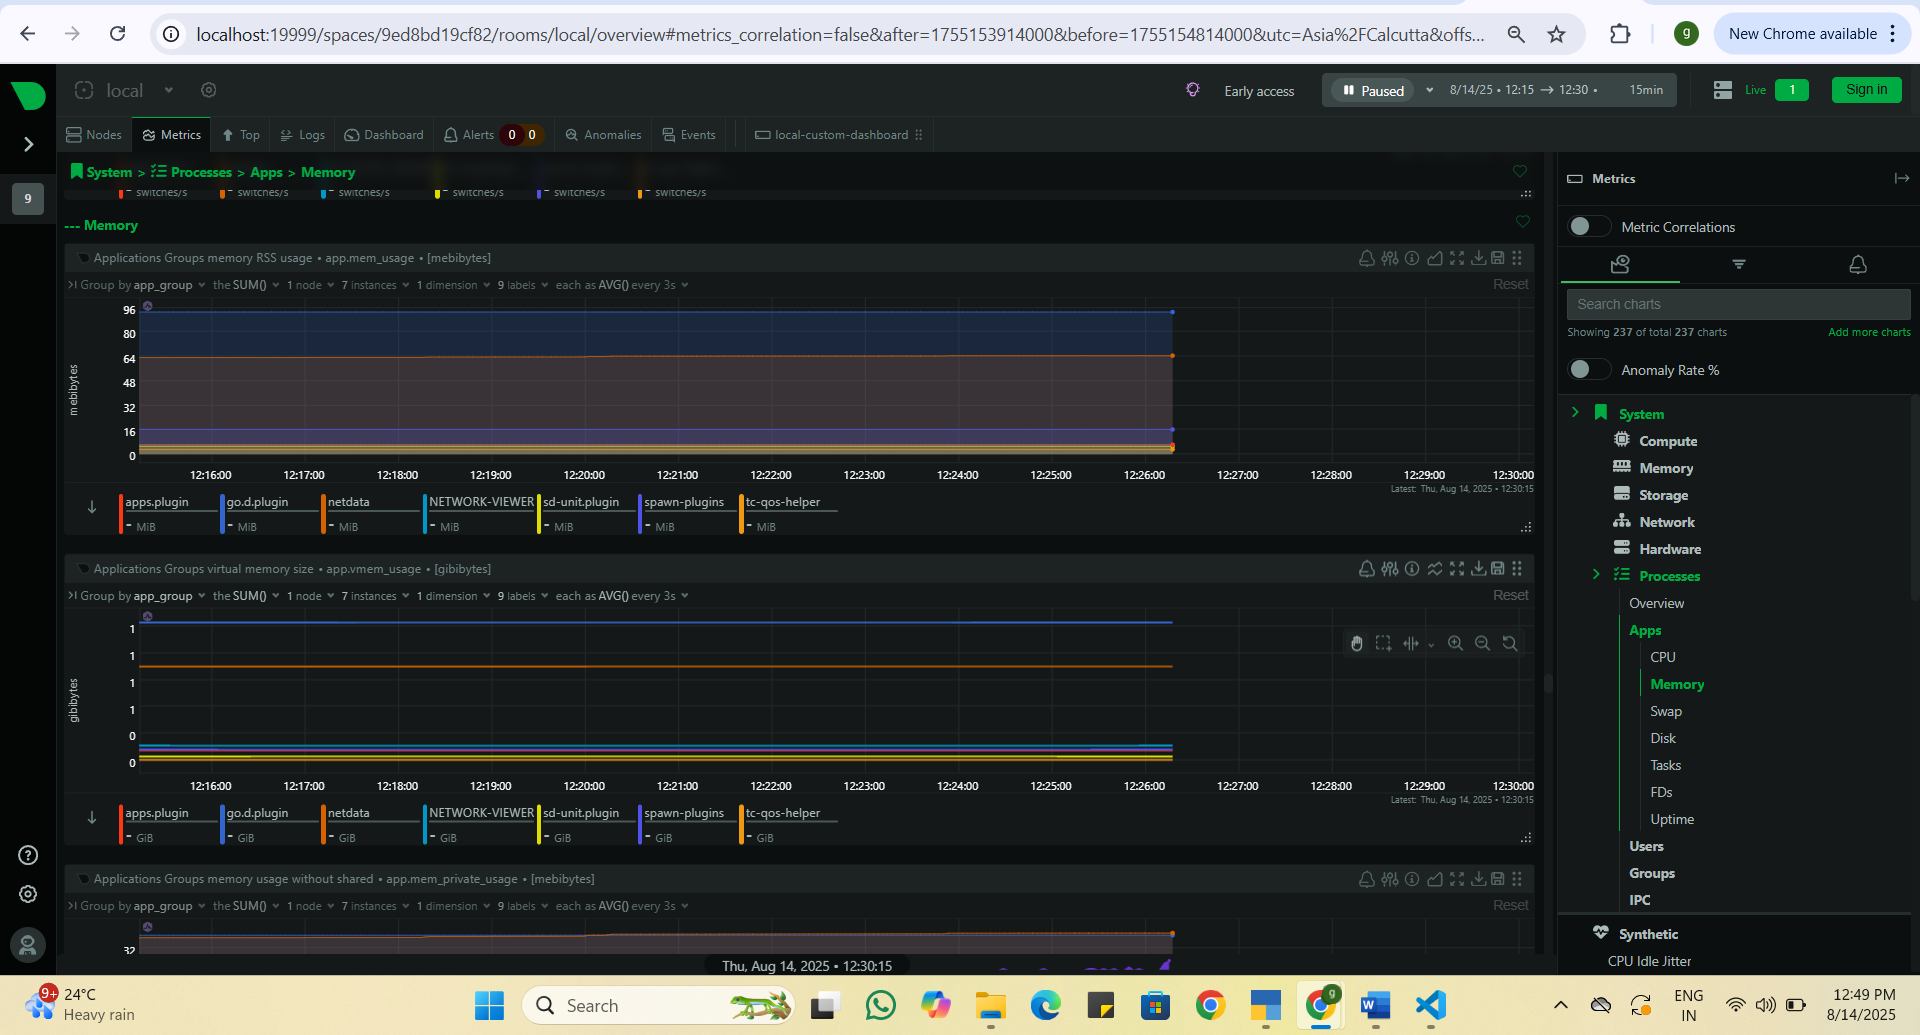 localhost:19999/spaces/9ed8bd19cf82/rooms/local/overview#metrics_correlation=false&after=1755153914000&before=1755154814000&utc=Asia%2FCalcutta&offs...
g
New Chrome available
local
Early access
Paused
8/14/25 • 12:15 → 12:30 •
15min
Live
1
Sign in
Nodes
Metrics
Top
Logs
Dashboard
Alerts 0 0
Anomalies
Events
local-custom-dashboard
9
System > Processes > Apps > Memory
- switches/s - switches/s - switches/s - switches/s - switches/s - switches/s
--- Memory
Applications Groups memory RSS usage • app.mem_usage • [mebibytes]
Group by app_group the SUM() 1 node 7 instances 1 dimension 9 labels each as AVG() every 3s
Reset
mebibytes
96
80
64
48
32
16
0
12:16:00 12:17:00 12:18:00 12:19:00 12:20:00 12:21:00 12:22:00 12:23:00 12:24:00 12:25:00 12:26:00 12:27:00 12:28:00 12:29:00 12:30:00
Latest: Thu, Aug 14, 2025 • 12:30:15
apps.plugin go.d.plugin netdata NETWORK-VIEWER sd-unit.plugin spawn-plugins tc-qos-helper
- MiB - MiB - MiB - MiB - MiB - MiB - MiB
Applications Groups virtual memory size • app.vmem_usage • [gibibytes]
Group by app_group the SUM() 1 node 7 instances 1 dimension 9 labels each as AVG() every 3s
Reset
gibibytes
1
1
1
1
0
0
12:16:00 12:17:00 12:18:00 12:19:00 12:20:00 12:21:00 12:22:00 12:23:00 12:24:00 12:25:00 12:26:00 12:27:00 12:28:00 12:29:00 12:30:00
Latest: Thu, Aug 14, 2025 • 12:30:15
apps.plugin go.d.plugin netdata NETWORK-VIEWER sd-unit.plugin spawn-plugins tc-qos-helper
- GiB - GiB - GiB - GiB - GiB - GiB - GiB
Applications Groups memory usage without shared • app.mem_private_usage • [mebibytes]
Group by app_group the SUM() 1 node 7 instances 1 dimension 9 labels each as AVG() every 3s
Reset
32
Thu, Aug 14, 2025 • 12:30:15
Metrics
Metric Correlations
Search charts
Showing 237 of total 237 charts
Add more charts
Anomaly Rate %
System
Compute
Memory
Storage
Network
Hardware
Processes
Overview
Apps
CPU
Memory
Swap
Disk
Tasks
FDs
Uptime
Users
Groups
IPC
Synthetic
CPU Idle Jitter
9+
24°C
Heavy rain
Search
g
ENG
IN
12:49 PM
8/14/2025